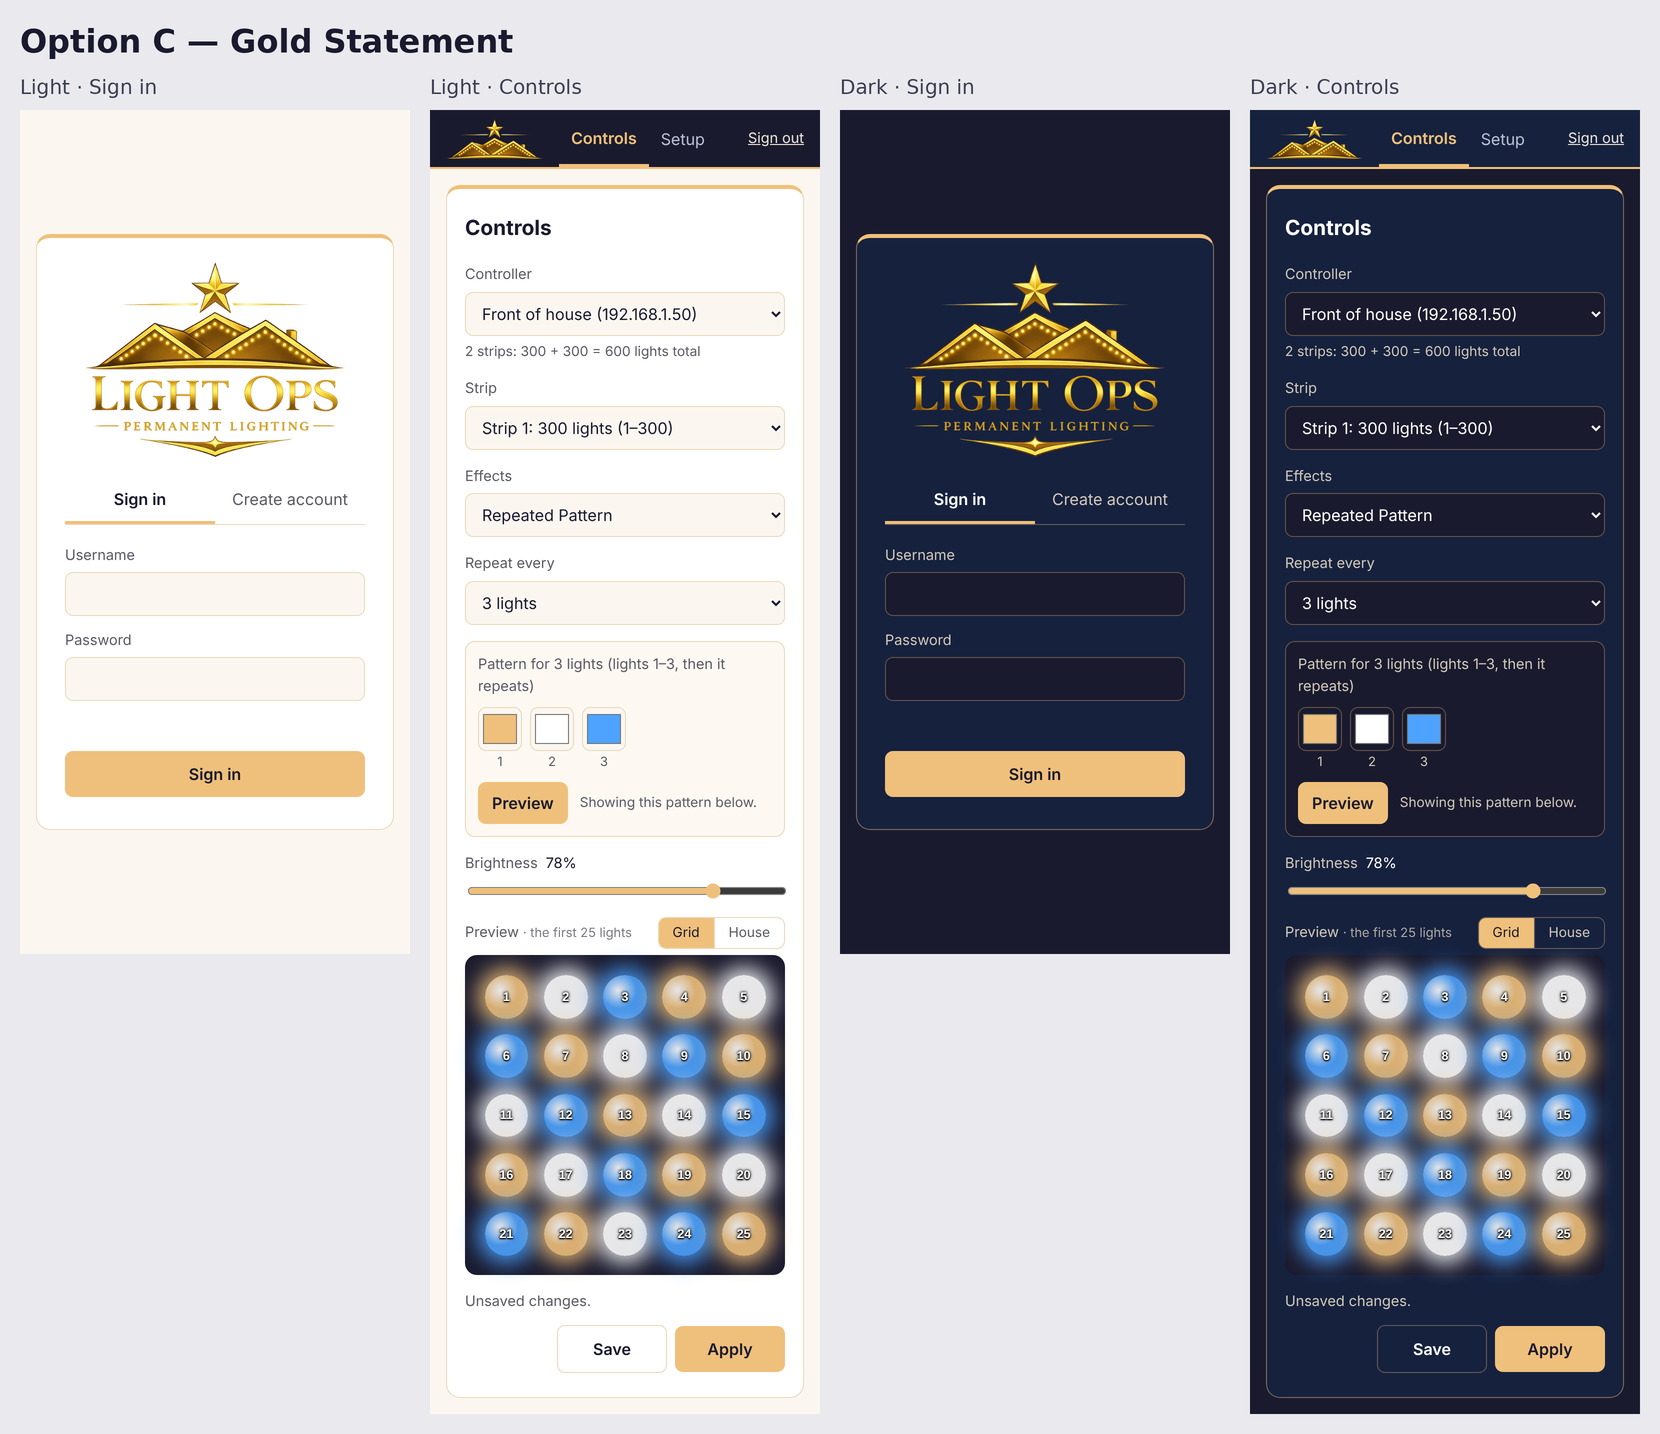 Option C — Gold Statement
Light · Sign in
LIGHT OPS
PERMANENT LIGHTING
Sign in
Create account
Username
Password
Sign in
Light · Controls
Controls
Setup
Sign out
Controls
Controller
Front of house (192.168.1.50)
2 strips: 300 + 300 = 600 lights total
Strip
Strip 1: 300 lights (1–300)
Effects
Repeated Pattern
Repeat every
3 lights
Pattern for 3 lights (lights 1–3, then it
repeats)
1 2 3
Preview
Showing this pattern below.
Brightness 78%
Preview · the first 25 lights
Grid
House
1 2 3 4 5
6 7 8 9 10
11 12 13 14 15
16 17 18 19 20
21 22 23 24 25
Unsaved changes.
Save
Apply
Dark · Sign in
LIGHT OPS
PERMANENT LIGHTING
Sign in
Create account
Username
Password
Sign in
Dark · Controls
Controls
Setup
Sign out
Controls
Controller
Front of house (192.168.1.50)
2 strips: 300 + 300 = 600 lights total
Strip
Strip 1: 300 lights (1–300)
Effects
Repeated Pattern
Repeat every
3 lights
Pattern for 3 lights (lights 1–3, then it
repeats)
1 2 3
Preview
Showing this pattern below.
Brightness 78%
Preview · the first 25 lights
Grid
House
1 2 3 4 5
6 7 8 9 10
11 12 13 14 15
16 17 18 19 20
21 22 23 24 25
Unsaved changes.
Save
Apply